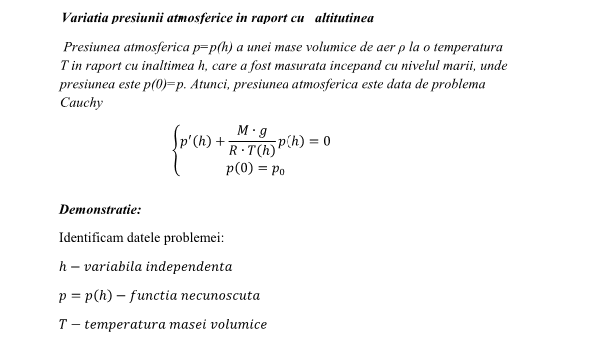 Variatia presiunii atmosferice in raport cu altitutinea
Presiunea atmosferica p=p(h) a unei mase volumice de aer ρ la o temperatura
T in raport cu inaltimea h, care a fost masurata incepand cu nivelul marii, unde
presiunea este p(0)=p. Atunci, presiunea atmosferica este data de problema
Cauchy
{p′(h) + M · g / R · T(h) p(h) = 0
p(0) = p₀
Demonstratie:
Identificam datele problemei:
h − variabila independenta
p = p(h) − functia necunoscuta
T − temperatura masei volumice